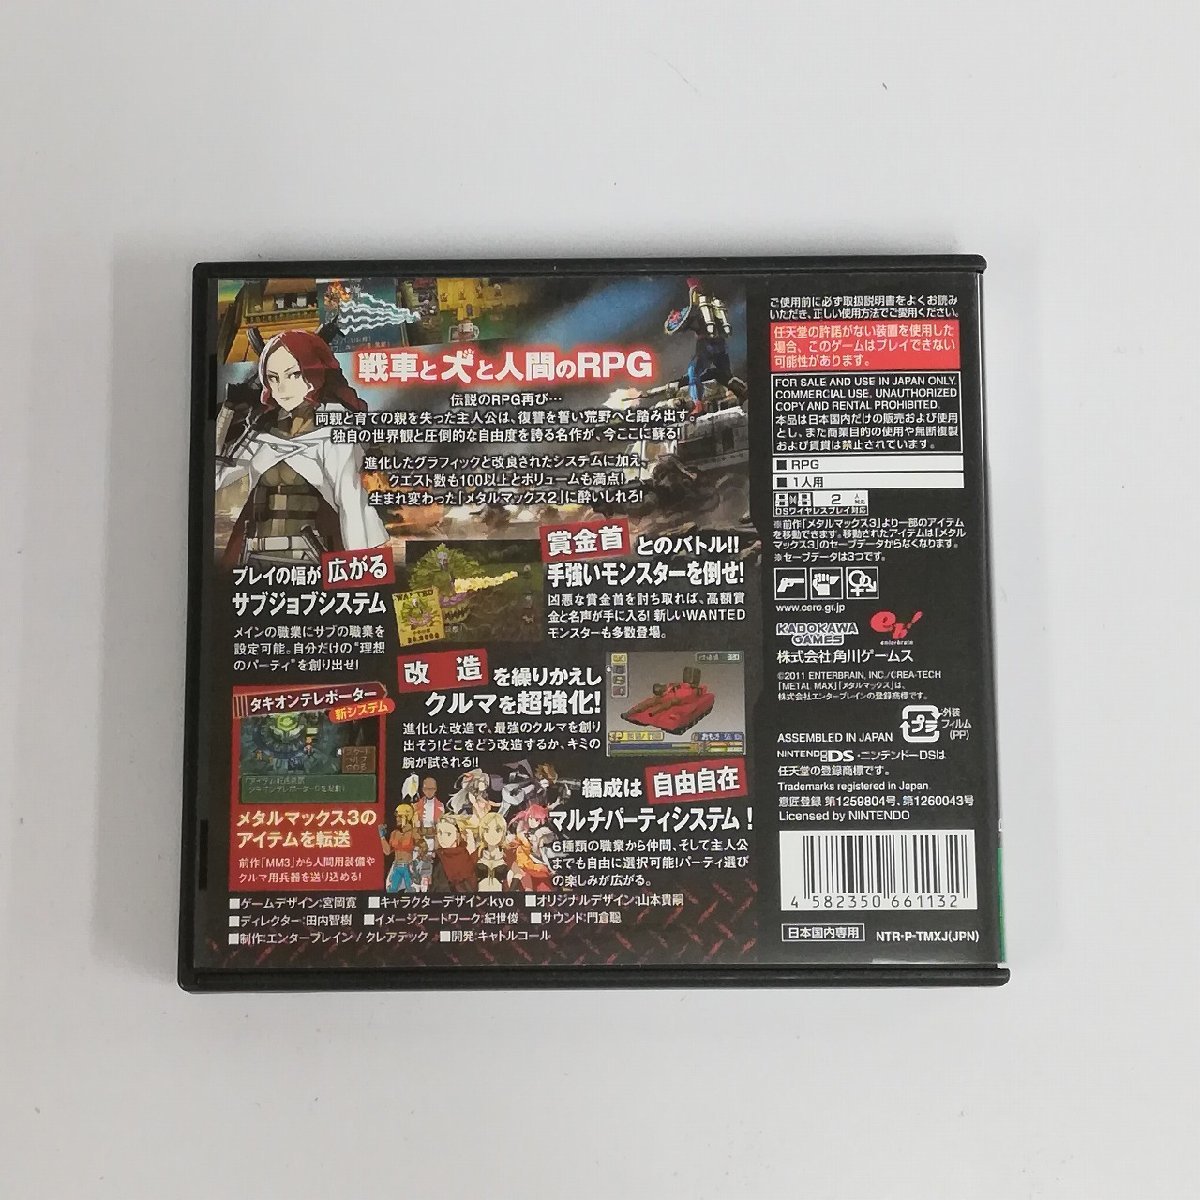 戦車と犬と人間のRPG
伝説のRPG再び…
両親と育ての親を失った主人公は、復讐を誓い荒野へと踏み出す。
独自の世界観と圧倒的な自由度を誇る名作が、今ここに蘇る!
進化したグラフィックと改良されたシステムに加え、
クエスト数も100以上とボリュームも満点!
生まれ変わった「メタルマックス2」に酔いしれろ!
プレイの幅が広がる
サブジョブシステム
メインの職業にサブの職業を
設定可能。自分だけの“理想
のパーティ”を創り出せ!
WANTED
賞金首とのバトル!!
手強いモンスターを倒せ!
凶悪な賞金首を討ち取れば、高額賞
金と名声が手に入る!新しいWANTED
モンスターも多数登場。
改造を繰りかえし
クルマを超強化!
進化した改造で、最強のクルマを創り
出そう!どこをどう改造するか、キミの
腕が試される!!
タキオンテレポーター
新システム
メタルマックス3の
アイテムを転送
前作「MM3」から人間用装備や
クルマ用兵器を送り込める!
編成は自由自在
マルチパーティシステム!
6種類の職業から仲間、そして主人公
までも自由に選択可能!パーティ選び
の楽しみが広がる。
■ゲームデザイン:宮岡寛 ■キャラクターデザイン:kyo ■オリジナルデザイン:山本貴嗣
■ディレクター:田内智樹 ■イメージアートワーク:紀世俊 ■サウンド:門倉聡
■制作:エンターブレイン / クレアテック ■開発:キャトルコール
ご使用前に必ず取扱説明書をよくお読み
いただき、正しい使用方法でご愛用ください。
任天堂の許諾がない装置を使用した
場合、このゲームはプレイできない
可能性があります。
FOR SALE AND USE IN JAPAN ONLY.
COMMERCIAL USE, UNAUTHORIZED
COPY AND RENTAL PROHIBITED.
本品は日本国内だけの販売および使用
とし、また商業目的の使用や無断複製
および賃貸は禁止されています。
■ RPG
■ 1人用
2
DSワイヤレスプレイ対応
※前作「メタルマックス3」より一部のアイテム
を移動できます。移動されたアイテムは「メタル
マックス3」のセーブデータからなくなります。
※セーブデータは3つです。
www.cero.gr.jp
KADOKAWA
GAMES
eb!
enterbrain
株式会社角川ゲームス
©2011 ENTERBRAIN, INC./CREA-TECH
「METAL MAX」「メタルマックス」は、
株式会社エンターブレインの登録商標です。
プラ
外装
フィルム
(PP)
ASSEMBLED IN JAPAN
NINTENDO DS・ニンテンドーDSは
任天堂の登録商標です。
Trademarks registered in Japan.
意匠登録 第1259804号、第1260043号
Licensed by NINTENDO
4 582350 661132
日本国内専用
NTR-P-TMXJ(JPN)